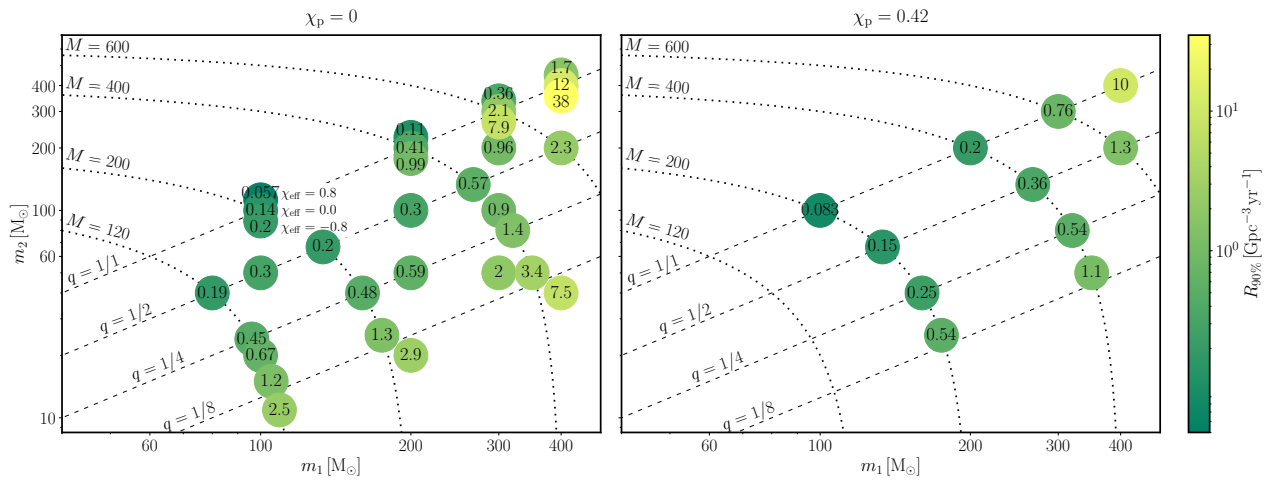 χp = 0
M = 600
M = 400
M = 200
M = 120
q = 1/1
q = 1/2
q = 1/4
q = 1/8
1.7
12
38
0.36
2.1
7.9
0.96
2.3
0.11
0.41
0.99
0.57
0.057
0.14
0.2
χeff = 0.8
χeff = 0.0
χeff = −0.8
0.3
0.9
1.4
0.2
0.3
0.59
2
3.4
7.5
0.19
0.48
0.45
0.67
1.3
2.9
1.2
2.5
400
300
200
100
60
10
m2 [M⊙]
60
100
200
300
400
m1 [M⊙]
χp = 0.42
M = 600
M = 400
M = 200
M = 120
q = 1/1
q = 1/2
q = 1/4
q = 1/8
10
0.76
0.2
1.3
0.36
0.083
0.54
0.15
1.1
0.25
0.54
60
100
200
300
400
m1 [M⊙]
10^1
10^0
R90% [Gpc−3 yr−1]